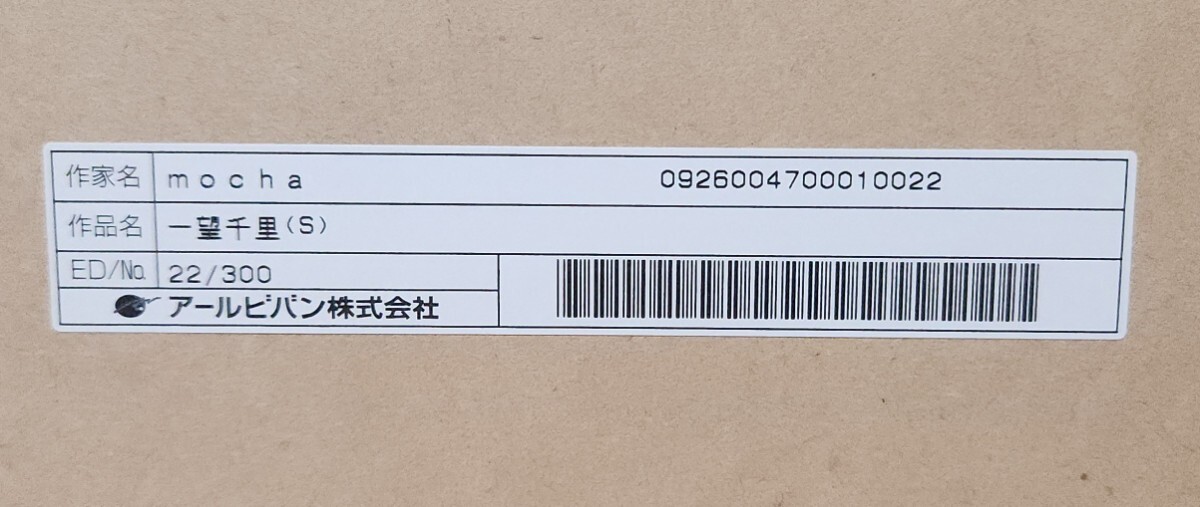 作家名 mocha 0926004700010022
作品名 一望千里(S)
ED/No. 22/300
アールビバン株式会社